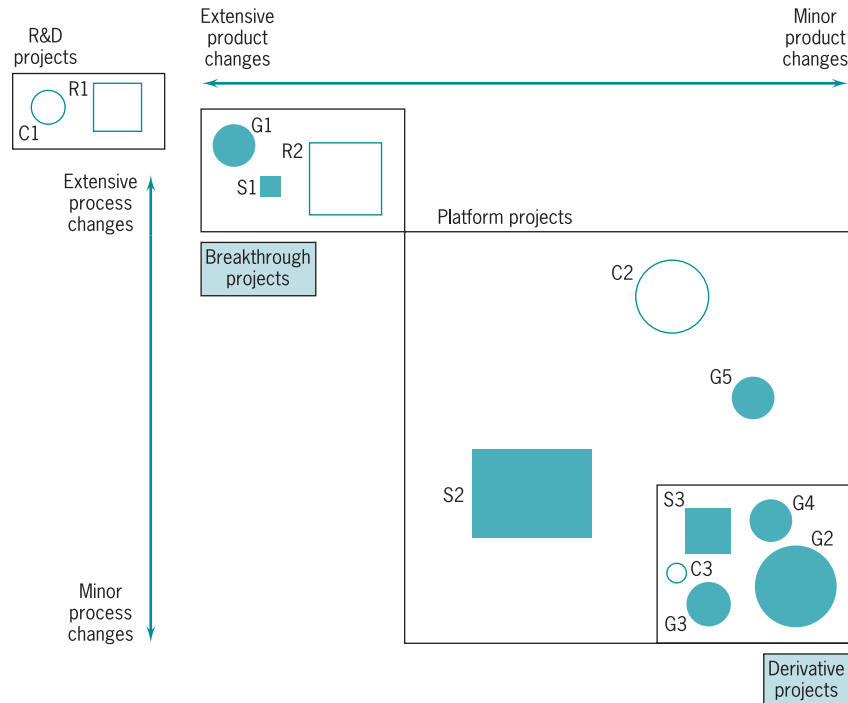 R&D
projects
Extensive
product
changes
Minor
product
changes
R1
C1
G1
R2
S1
Extensive
process
changes
Platform projects
Breakthrough
projects
C2
G5
S2
S3
G4
G2
C3
G3
Minor
process
changes
Derivative
projects